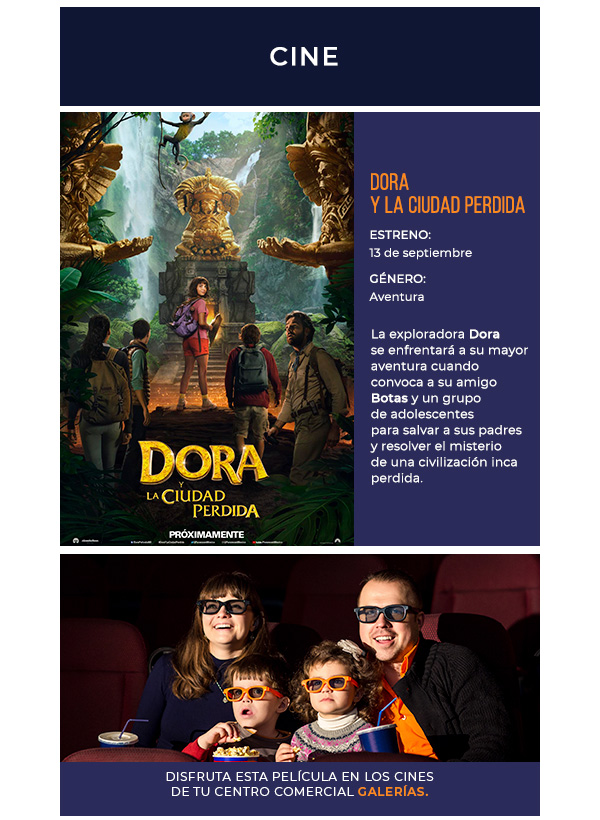 CINE
DORA
Y LA CIUDAD PERDIDA
ESTRENO:
13 de septiembre
GÉNERO:
Aventura
La exploradora Dora
se enfrentará a su mayor
aventura cuando
convoca a su amigo
Botas y un grupo
de adolescentes
para salvar a sus padres
y resolver el misterio
de una civilización inca
perdida.
DORA
Y
LA CIUDAD
PERDIDA
PRÓXIMAMENTE
DISFRUTA ESTA PELÍCULA EN LOS CINES
DE TU CENTRO COMERCIAL GALERÍAS.